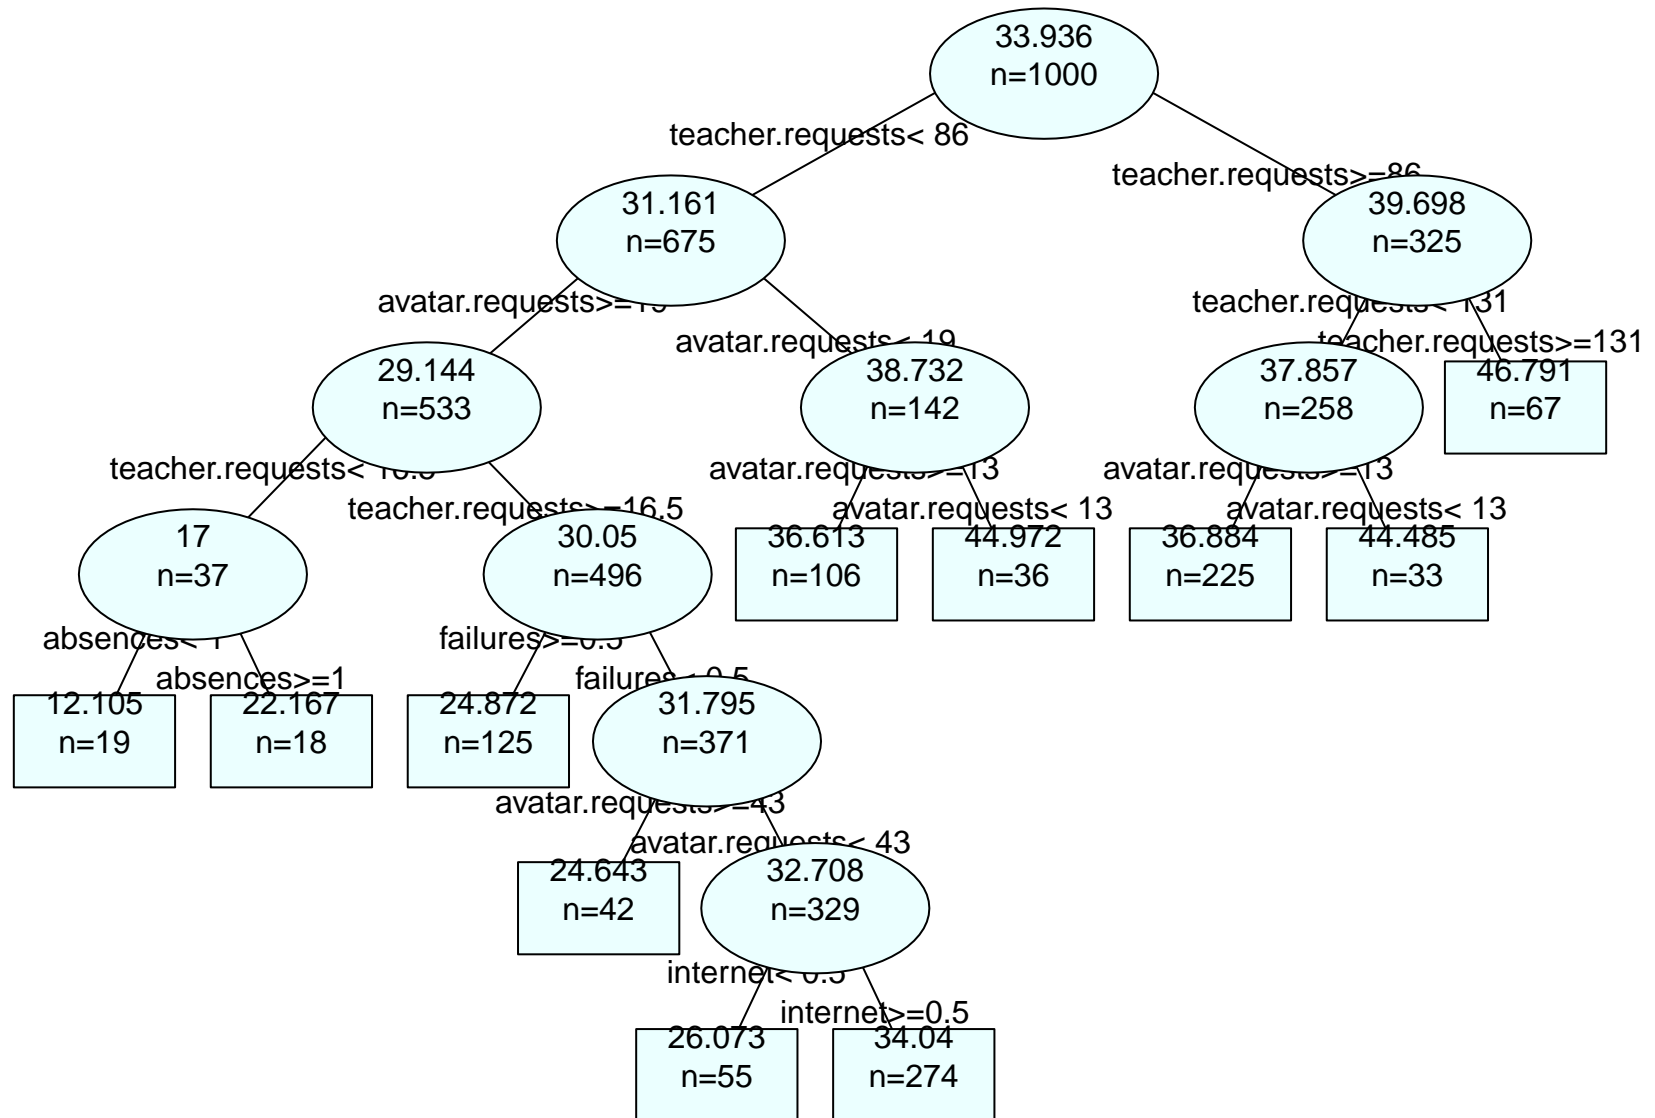 33.936
n=1000
teacher.requests< 86
teacher.requests>=86
31.161
n=675
39.698
n=325
avatar.requests>=19
avatar.requests< 19
teacher.requests< 131
teacher.requests>=131
29.144
n=533
38.732
n=142
37.857
n=258
46.791
n=67
teacher.requests< 16.5
teacher.requests>=16.5
avatar.requests>=13
avatar.requests< 13
avatar.requests>=13
avatar.requests< 13
17
n=37
30.05
n=496
36.613
n=106
44.972
n=36
36.884
n=225
44.485
n=33
absences< 1
absences>=1
failures>=0.5
failures< 0.5
12.105
n=19
22.167
n=18
24.872
n=125
31.795
n=371
avatar.requests>=43
avatar.requests< 43
24.643
n=42
32.708
n=329
internet< 0.5
internet>=0.5
26.073
n=55
34.04
n=274